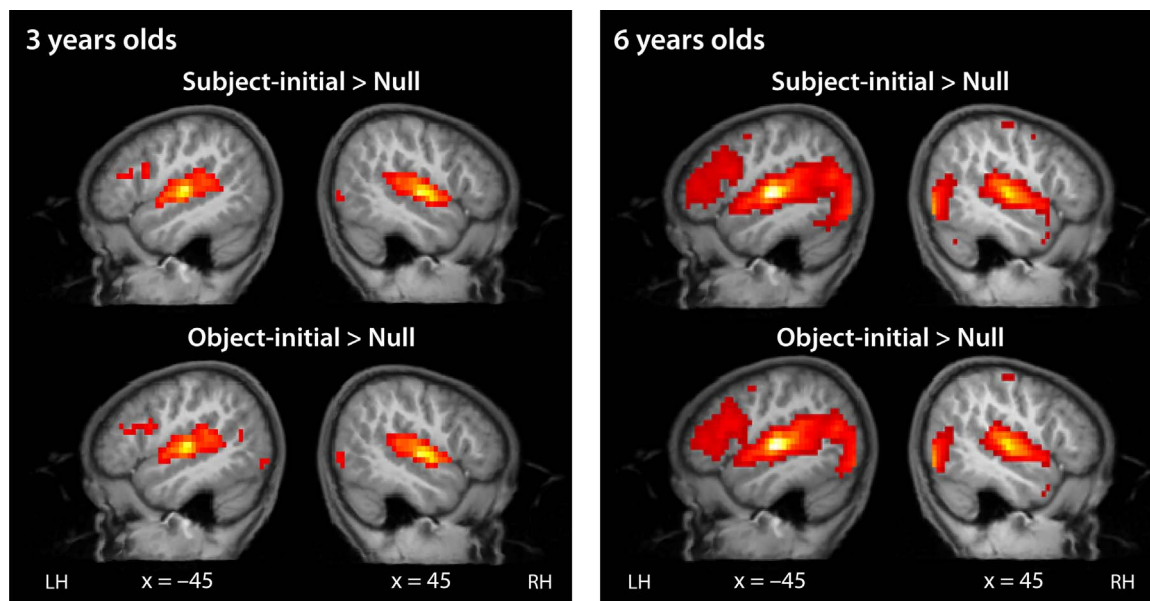 3 years olds
Subject-initial > Null
Object-initial > Null
LH x = –45 x = 45 RH
6 years olds
Subject-initial > Null
Object-initial > Null
LH x = –45 x = 45 RH